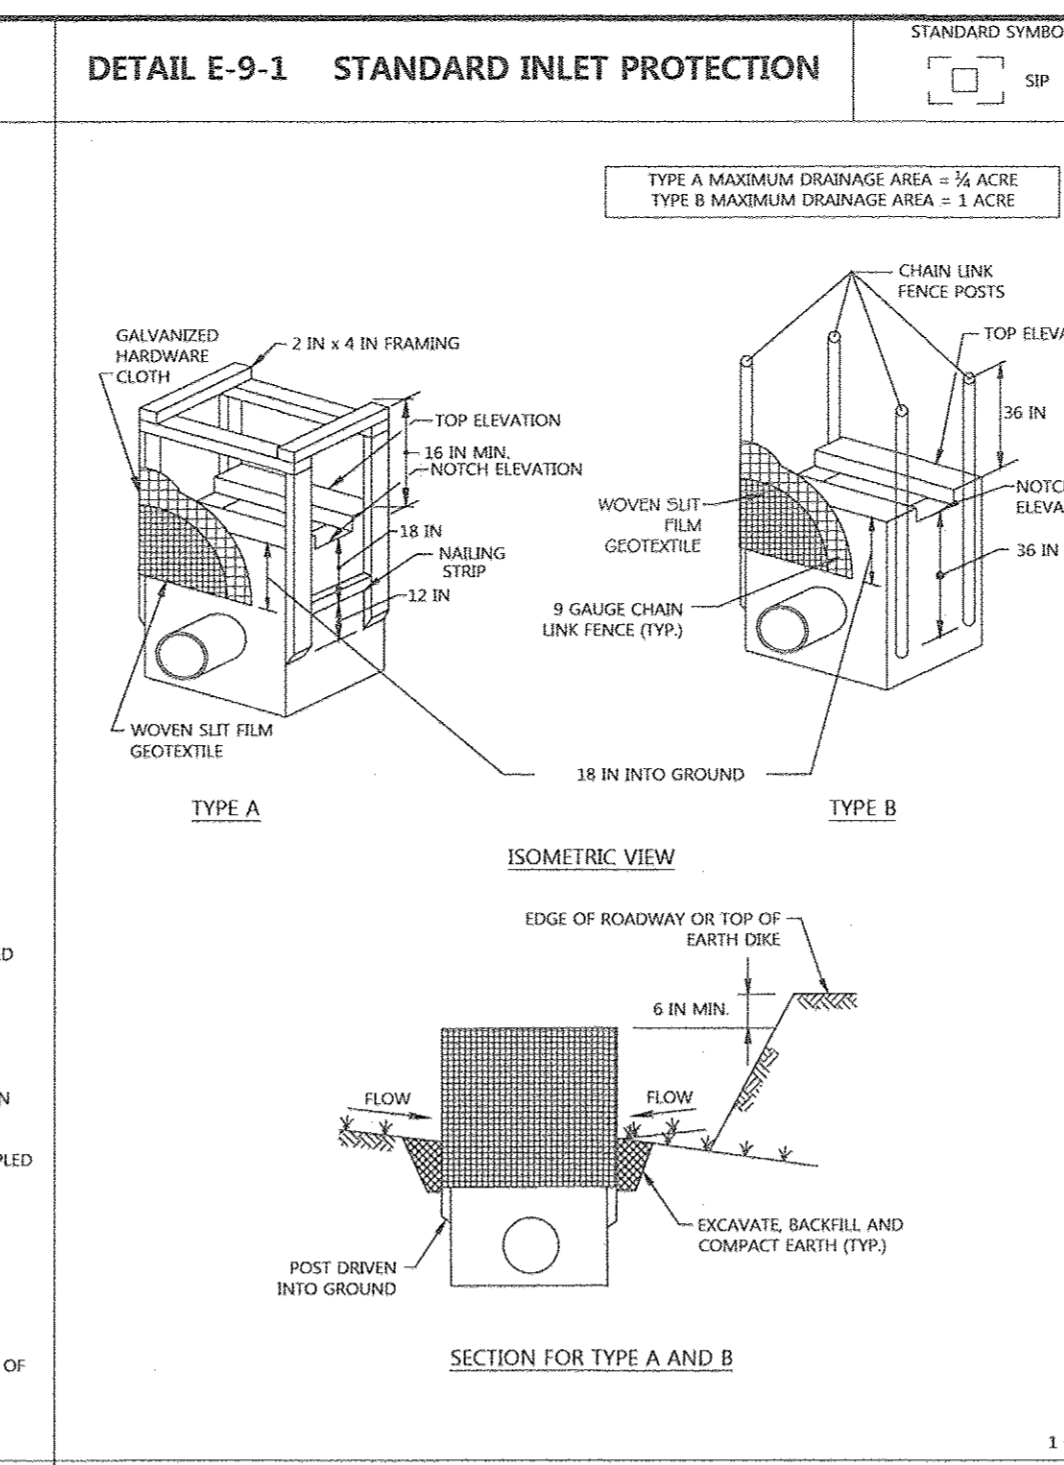 DETAIL E-9-1 STANDARD INLET PROTECTION
STANDARD SYMBO
SIP
TYPE A MAXIMUM DRAINAGE AREA = ¼ ACRE
TYPE B MAXIMUM DRAINAGE AREA = 1 ACRE
GALVANIZED
HARDWARE
CLOTH
2 IN x 4 IN FRAMING
TOP ELEVATION
16 IN MIN.
NOTCH ELEVATION
18 IN
NAILING
STRIP
12 IN
WOVEN SLIT FILM
GEOTEXTILE
TYPE A
CHAIN LINK
FENCE POSTS
TOP ELEVA
36 IN
NOTC
ELEVA
WOVEN SLIT
FILM
GEOTEXTILE
36 IN
9 GAUGE CHAIN
LINK FENCE (TYP.)
18 IN INTO GROUND
TYPE B
ISOMETRIC VIEW
EDGE OF ROADWAY OR TOP OF
EARTH DIKE
6 IN MIN.
FLOW
FLOW
EXCAVATE, BACKFILL AND
COMPACT EARTH (TYP.)
POST DRIVEN
INTO GROUND
SECTION FOR TYPE A AND B
D
N
PLED
OF
1